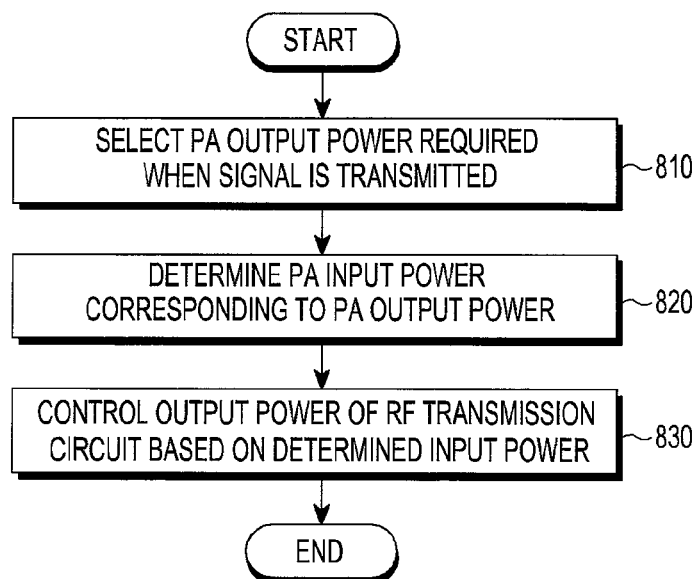 START
SELECT PA OUTPUT POWER REQUIRED
WHEN SIGNAL IS TRANSMITTED
810
DETERMINE PA INPUT POWER
CORRESPONDING TO PA OUTPUT POWER
820
CONTROL OUTPUT POWER OF RF TRANSMISSION
CIRCUIT BASED ON DETERMINED INPUT POWER
830
END